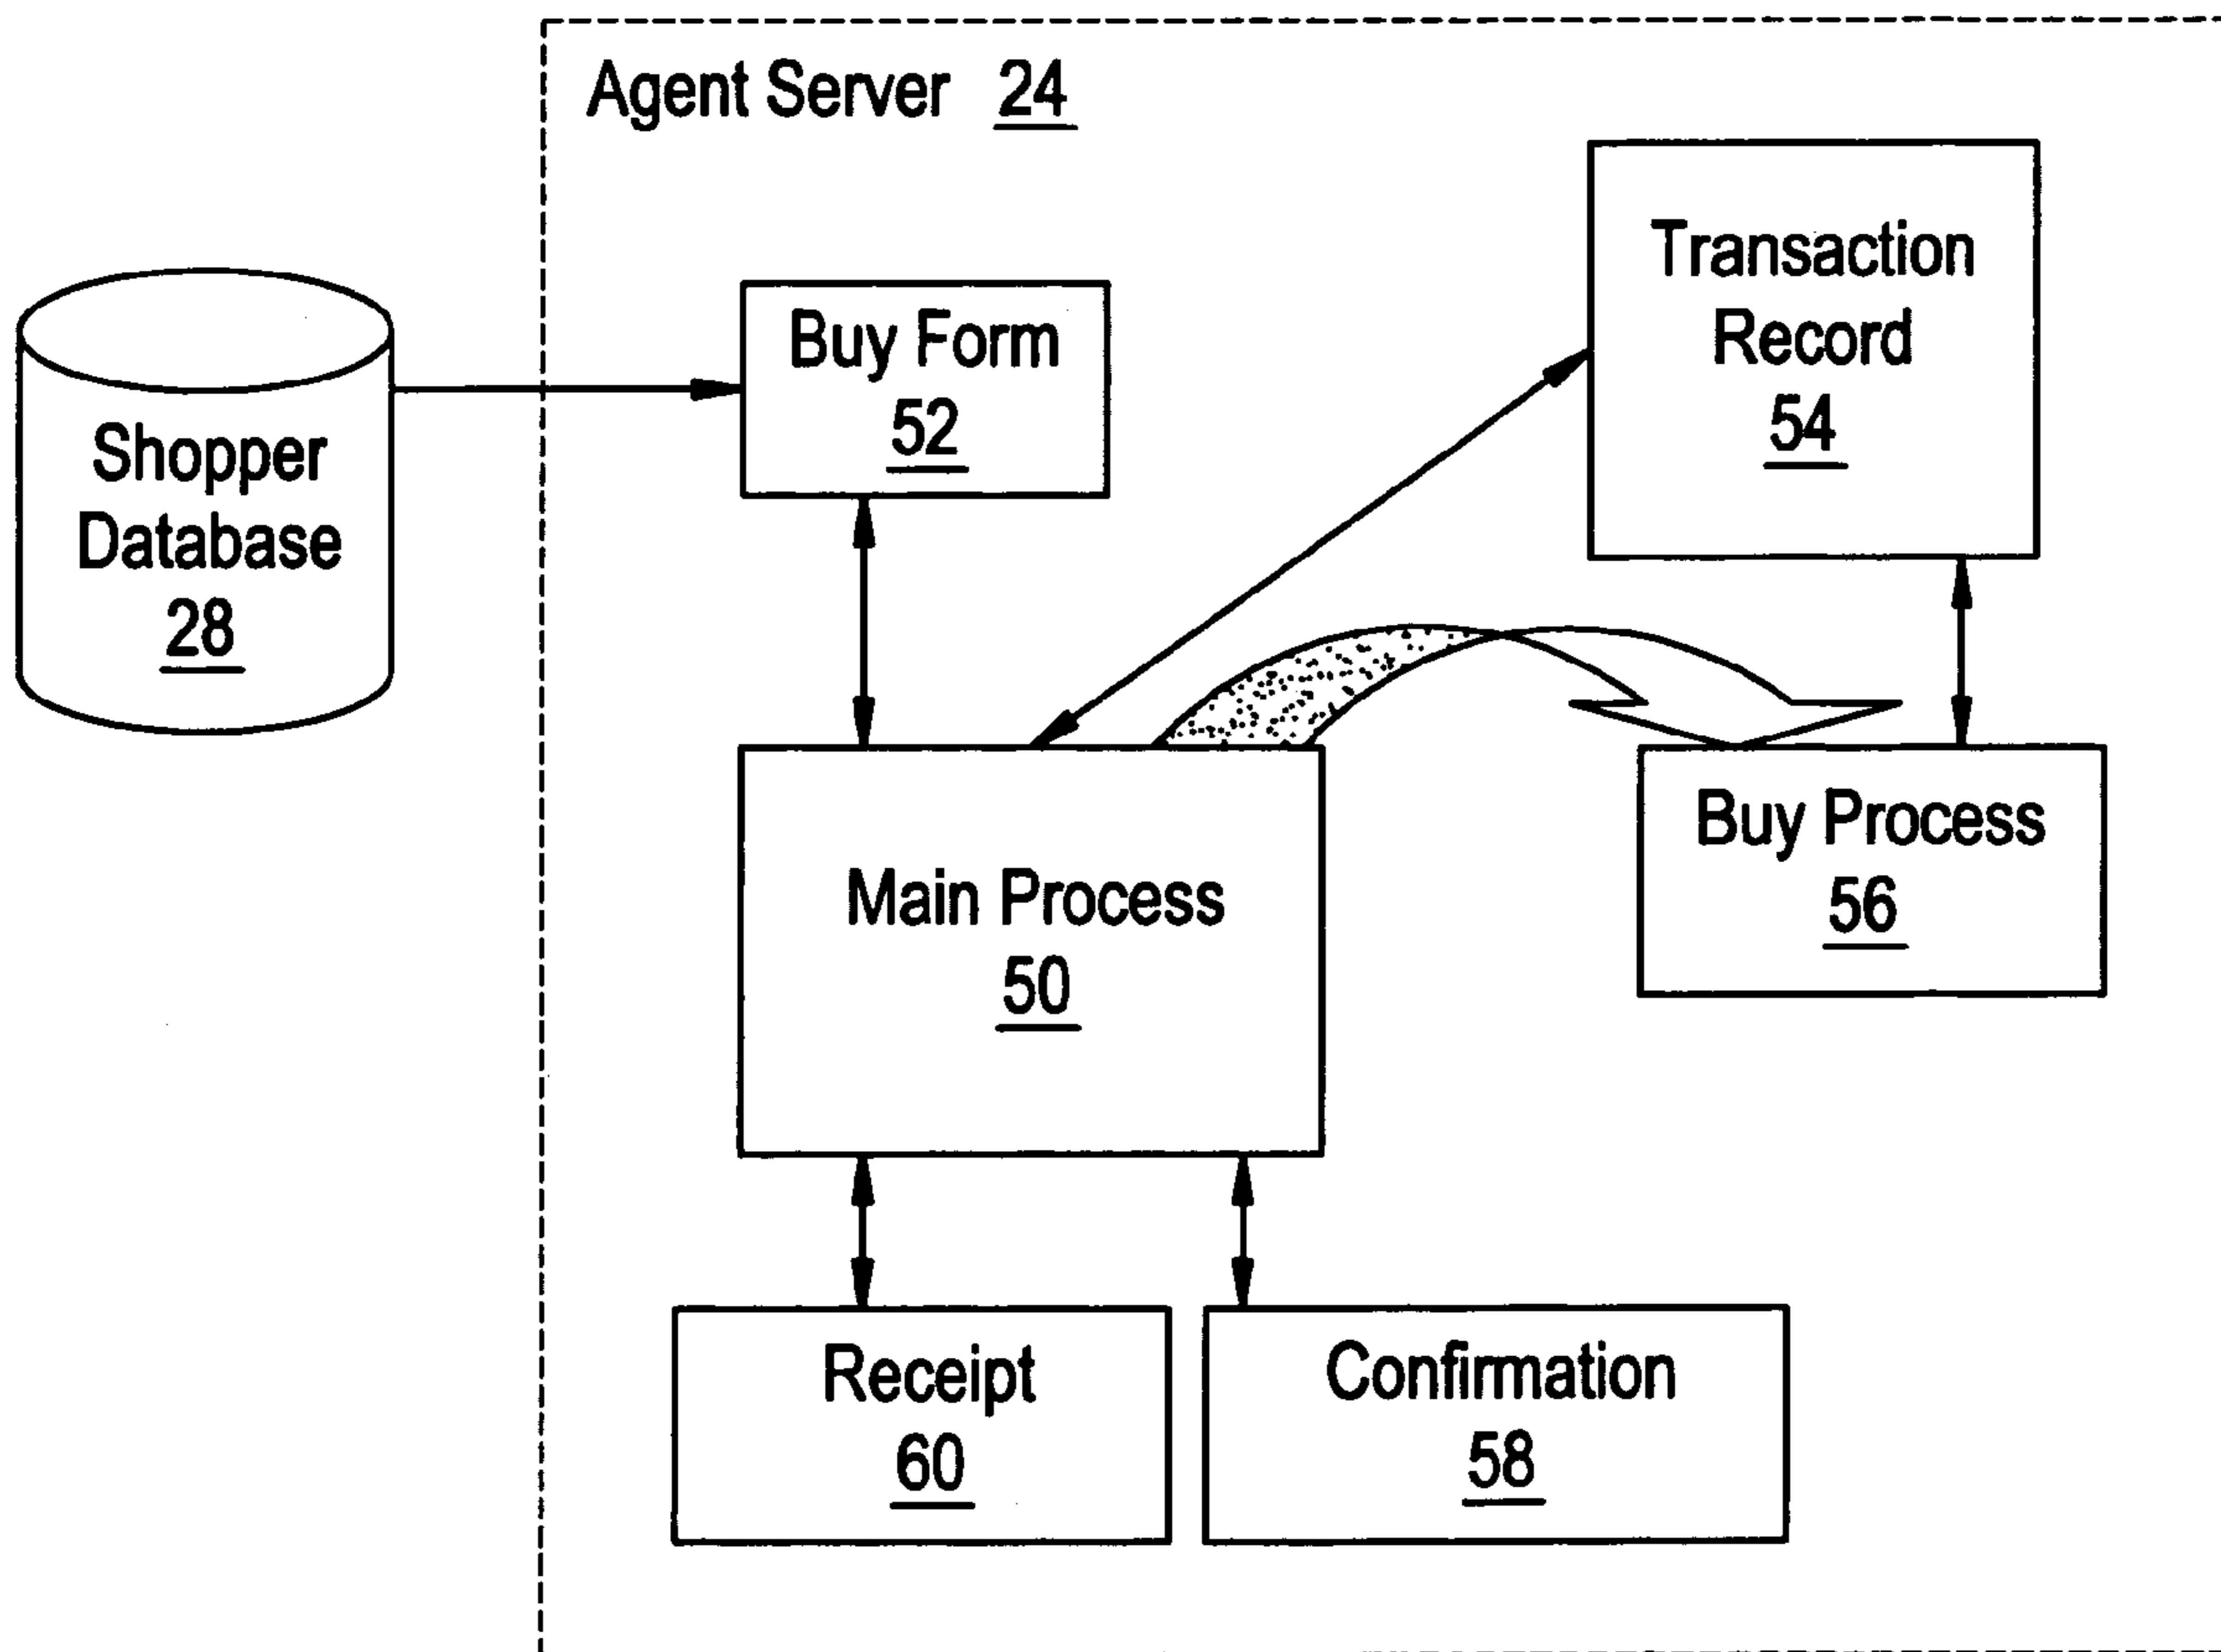 Agent Server 24
Shopper
Database
28
Buy Form
52
Transaction
Record
54
Main Process
50
Buy Process
56
Receipt
60
Confirmation
58